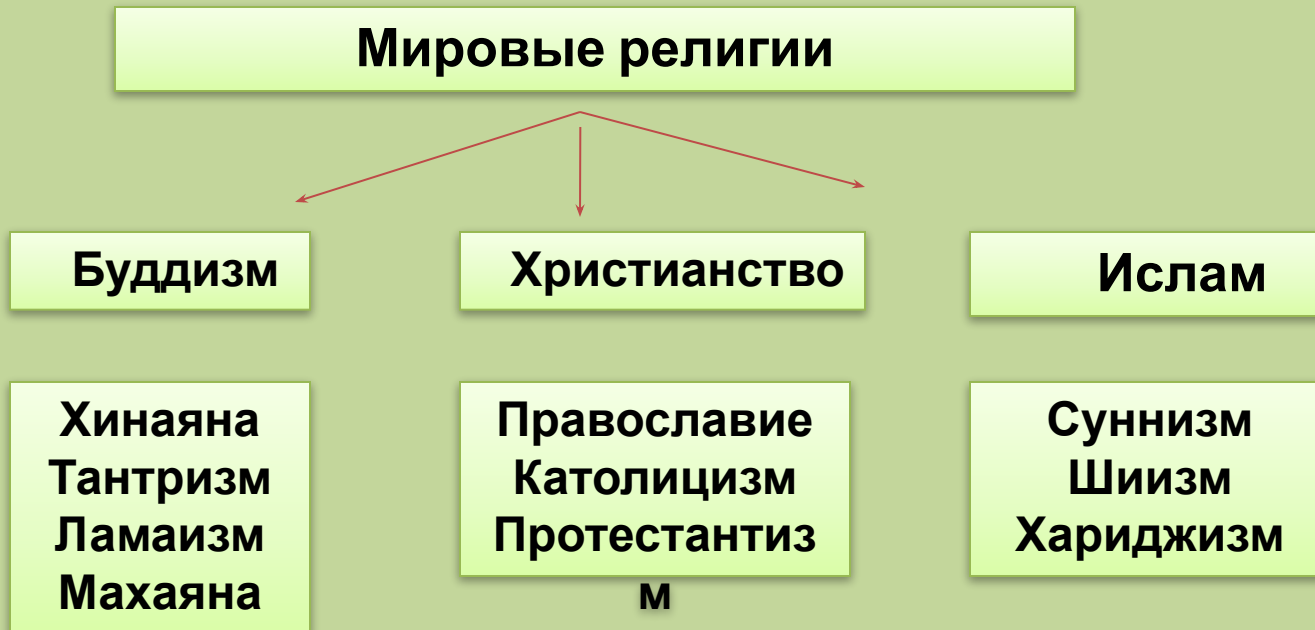 Мировые религии
Буддизм
Христианство
Ислам
Хинаяна
Тантризм
Ламаизм
Махаяна
Православие
Католицизм
Протестантиз
м
Суннизм
Шиизм
Хариджизм